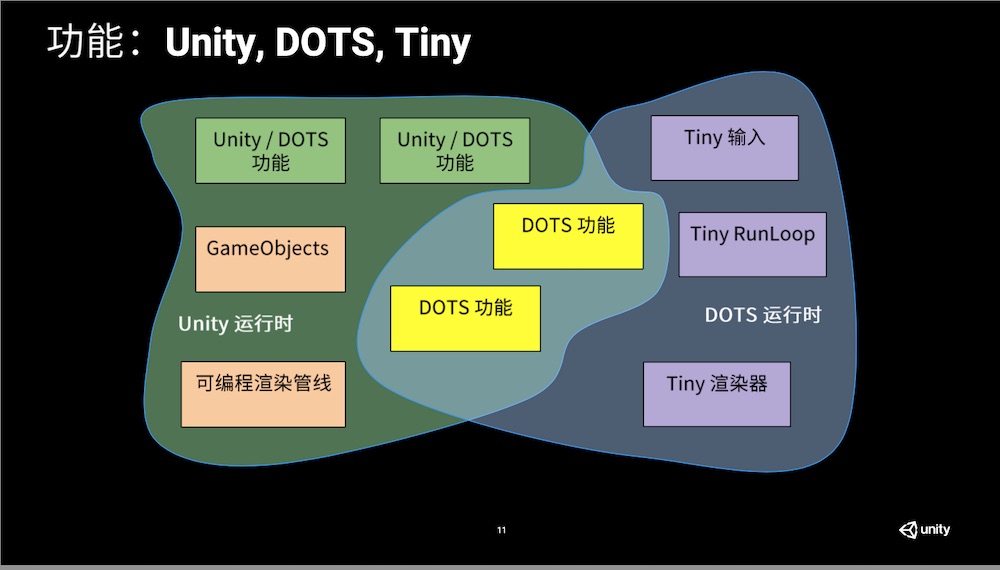 功能：Unity, DOTS, Tiny
Unity / DOTS
功能
Unity / DOTS
功能
Tiny 输入
DOTS 功能
Tiny RunLoop
GameObjects
DOTS 功能
Unity 运行时
DOTS 运行时
可编程渲染管线
Tiny 渲染器
11
unity